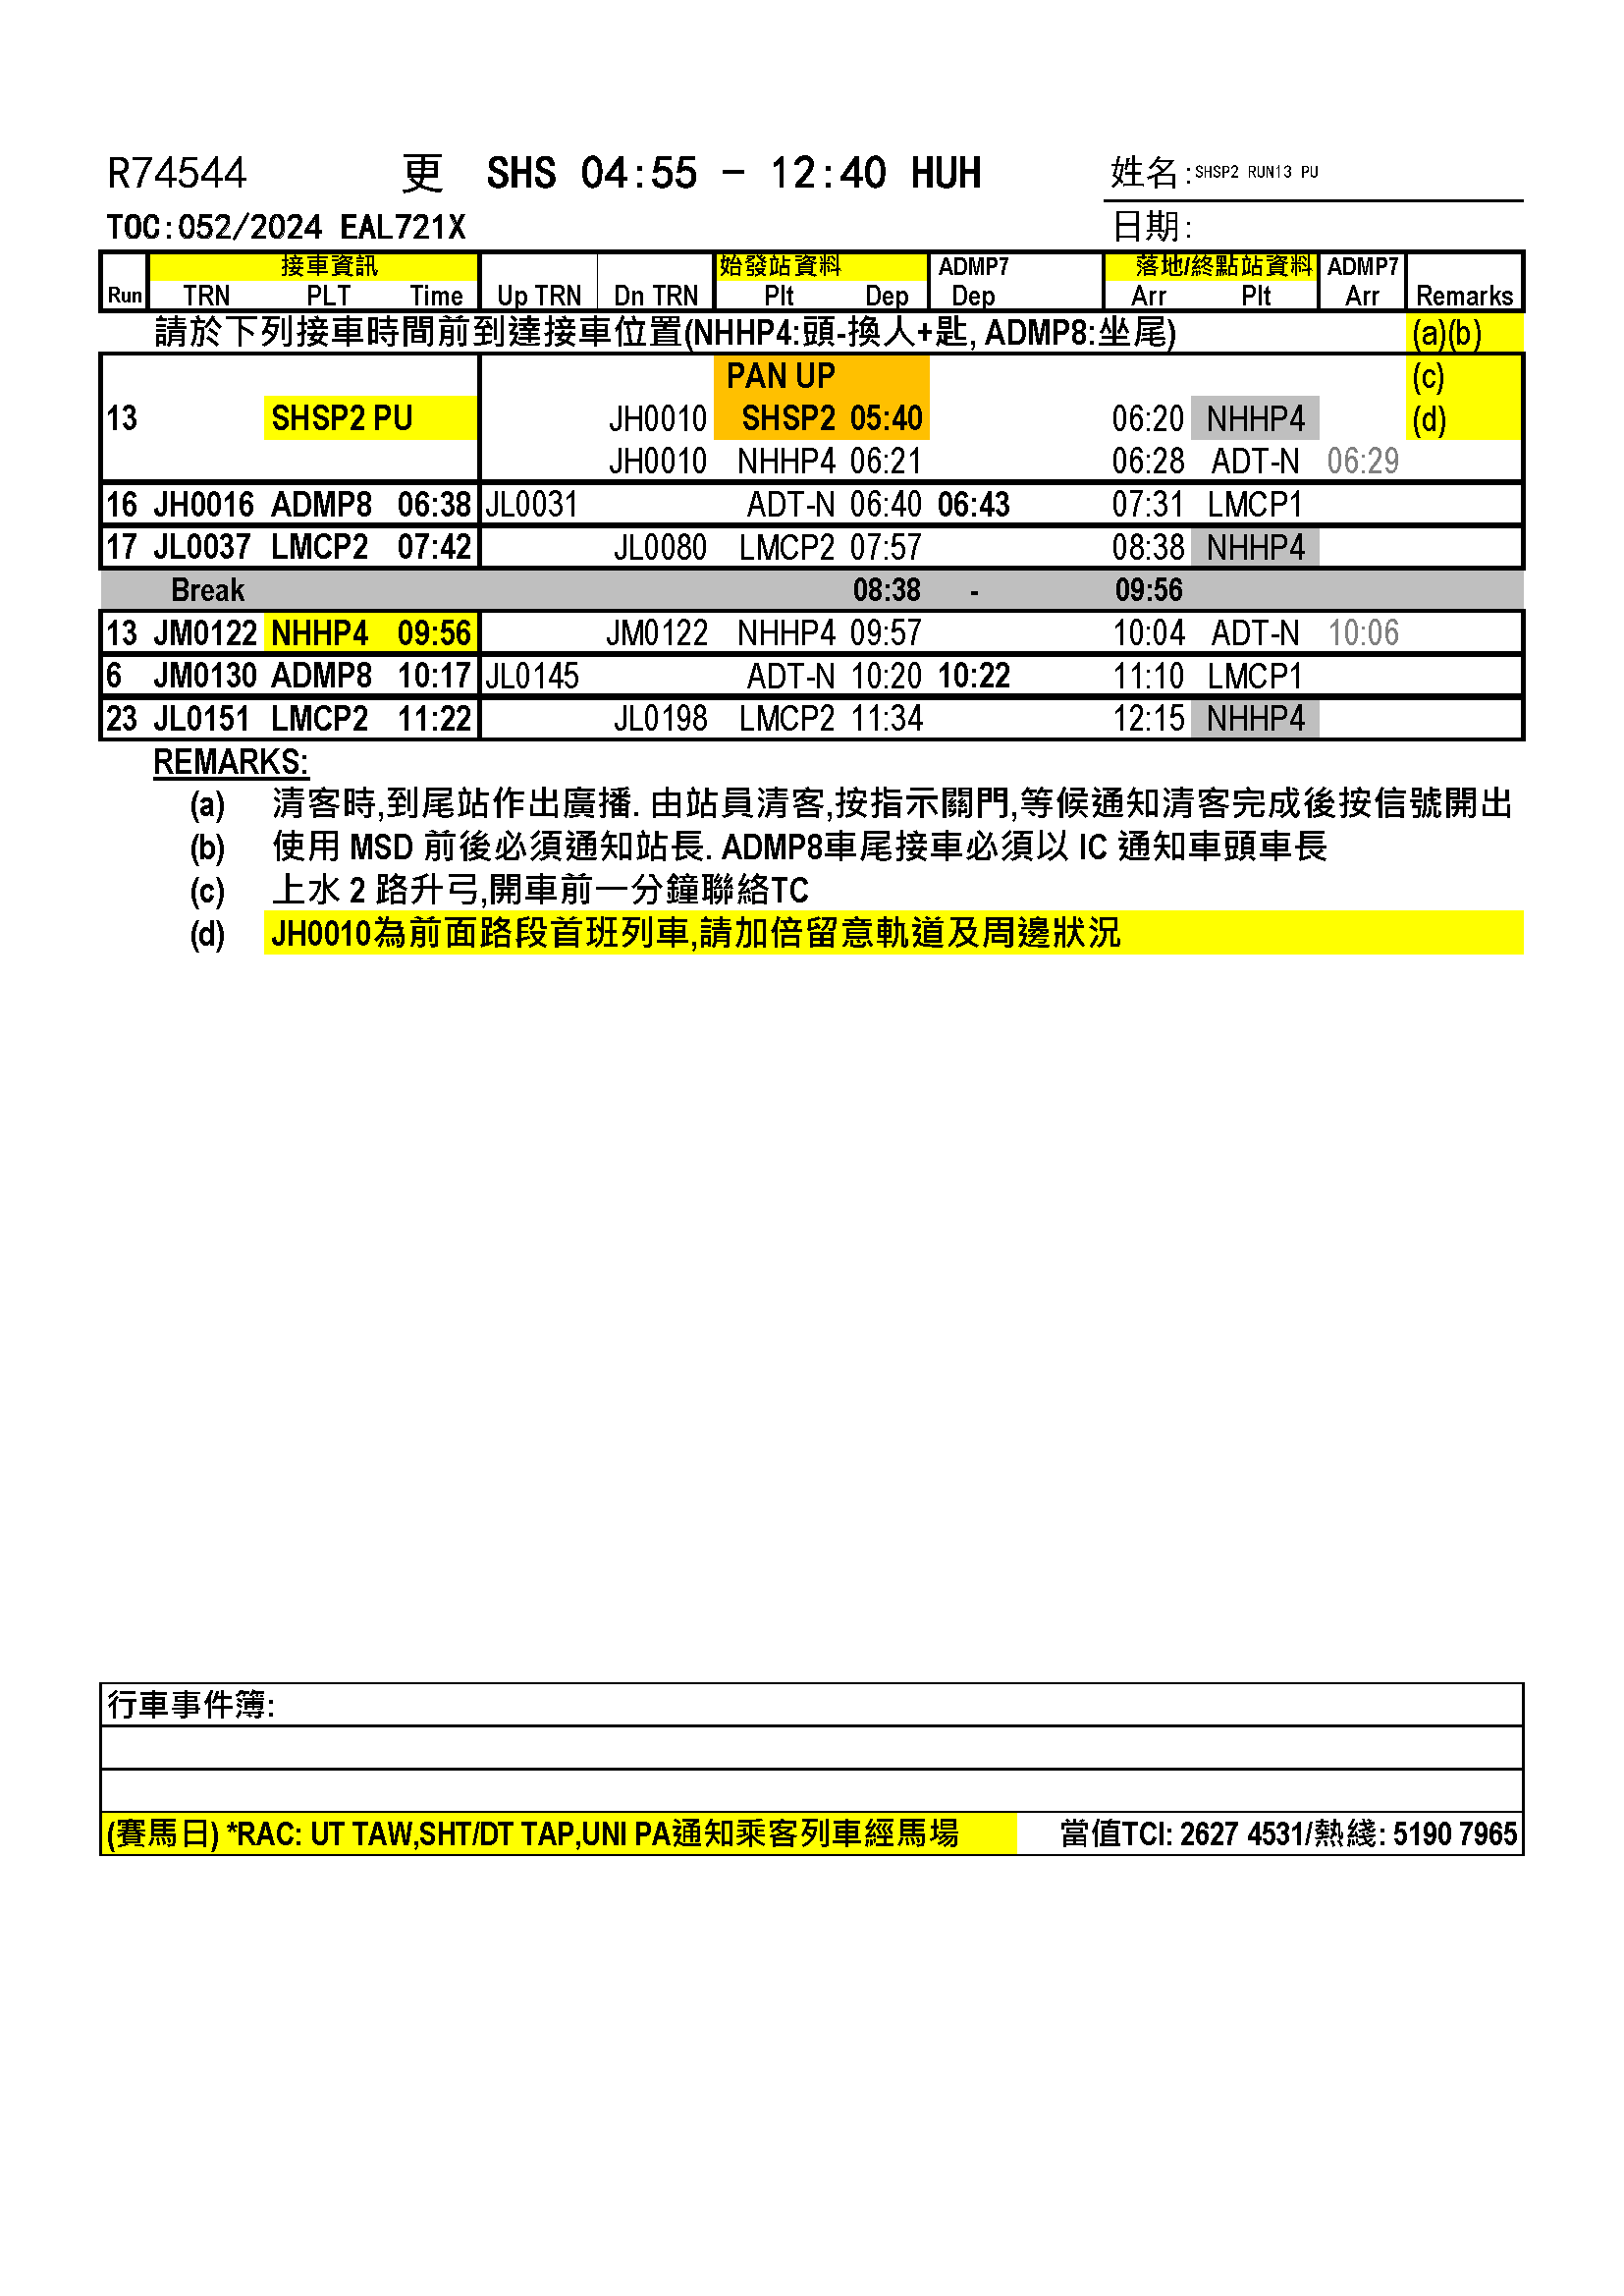 R74544 更 SHS 04:55 - 12:40 HUH 姓名:SHSP2 RUN13 PU
TOC:052/2024 EAL721X 日期:
接車資訊 始發站資料 ADMP7 落地/終點站資料 ADMP7
Run TRN PLT Time Up TRN Dn TRN Plt Dep Dep Arr Plt Arr Remarks
請於下列接車時間前到達接車位置(NHHP4:頭-換人+匙, ADMP8:坐尾) (a)(b)
PAN UP (c)
13 SHSP2 PU JH0010 SHSP2 05:40 06:20 NHHP4 (d)
JH0010 NHHP4 06:21 06:28 ADT-N 06:29
16 JH0016 ADMP8 06:38 JL0031 ADT-N 06:40 06:43 07:31 LMCP1
17 JL0037 LMCP2 07:42 JL0080 LMCP2 07:57 08:38 NHHP4
Break 08:38 - 09:56
13 JM0122 NHHP4 09:56 JM0122 NHHP4 09:57 10:04 ADT-N 10:06
6 JM0130 ADMP8 10:17 JL0145 ADT-N 10:20 10:22 11:10 LMCP1
23 JL0151 LMCP2 11:22 JL0198 LMCP2 11:34 12:15 NHHP4
REMARKS:
(a) 清客時,到尾站作出廣播. 由站員清客,按指示關門,等候通知清客完成後按信號開出
(b) 使用 MSD 前後必須通知站長. ADMP8車尾接車必須以 IC 通知車頭車長
(c) 上水 2 路升弓,開車前一分鐘聯絡TC
(d) JH0010為前面路段首班列車,請加倍留意軌道及周邊狀況
行車事件簿:
(賽馬日) *RAC: UT TAW,SHT/DT TAP,UNI PA通知乘客列車經馬場 當值TCI: 2627 4531/熱綫: 5190 7965